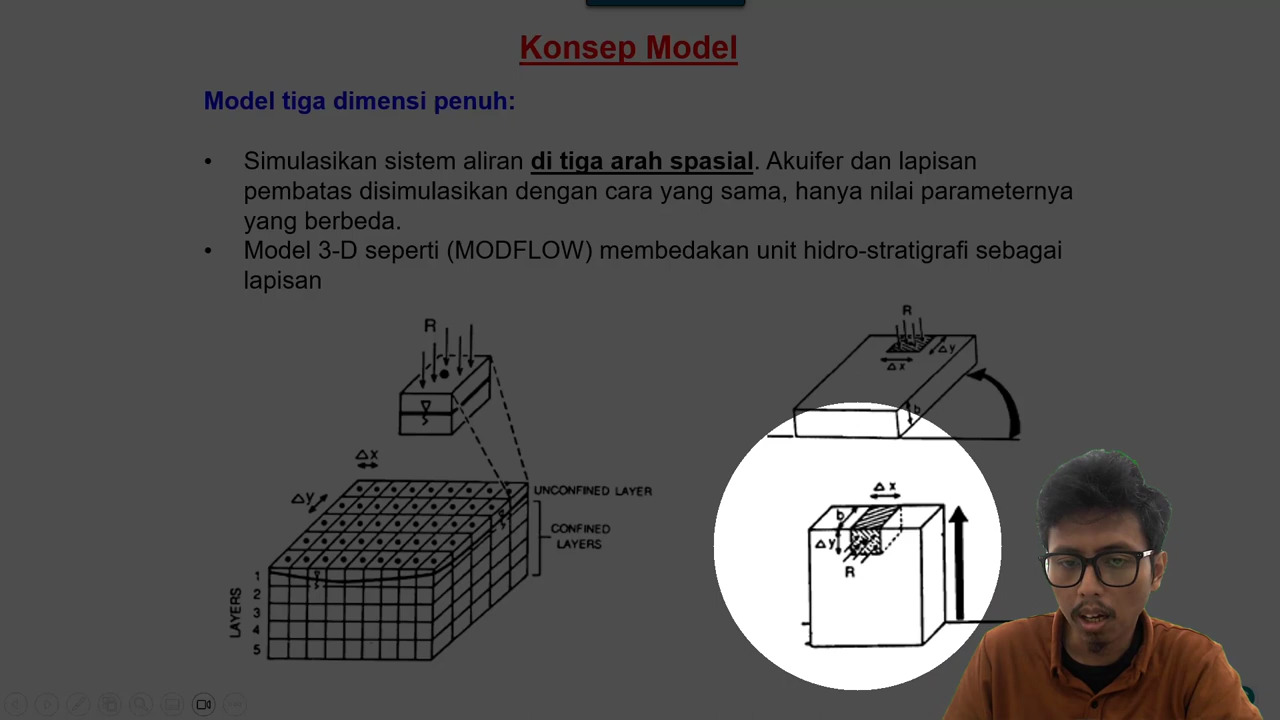 Konsep Model
Model tiga dimensi penuh:
• Simulasikan sistem aliran di tiga arah spasial. Akuifer dan lapisan
pembatas disimulasikan dengan cara yang sama, hanya nilai parameternya
yang berbeda.
• Model 3-D seperti (MODFLOW) membedakan unit hidro-stratigrafi sebagai
lapisan
R
Δx
Δy
UNCONFINED LAYER
CONFINED
LAYERS
LAYERS
1
2
3
4
5
R
Δy
Δx
b
Δx
b
Δy
R